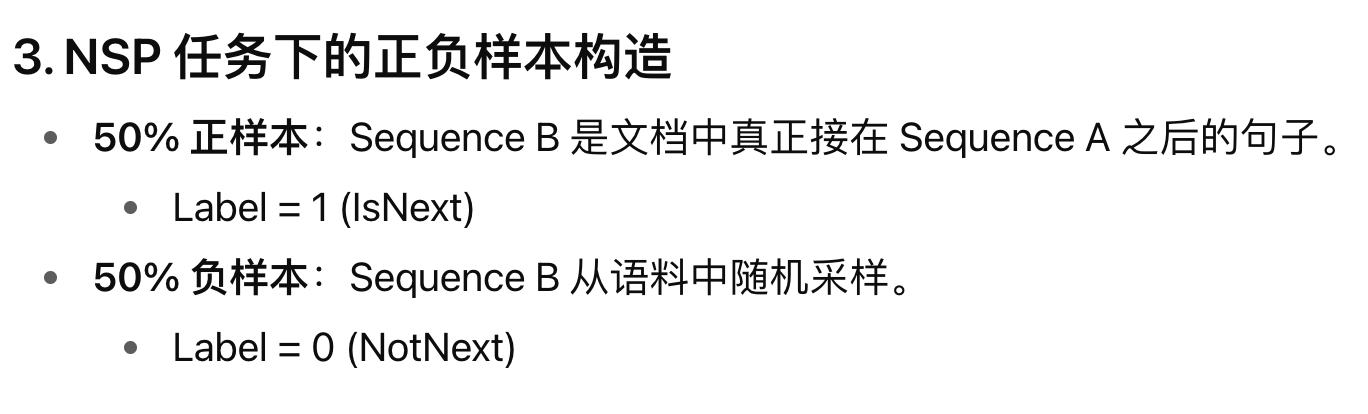 3. NSP 任务下的正负样本构造
• 50% 正样本：Sequence B 是文档中真正接在 Sequence A 之后的句子。
• Label = 1 (IsNext)
• 50% 负样本：Sequence B 从语料中随机采样。
• Label = 0 (NotNext)